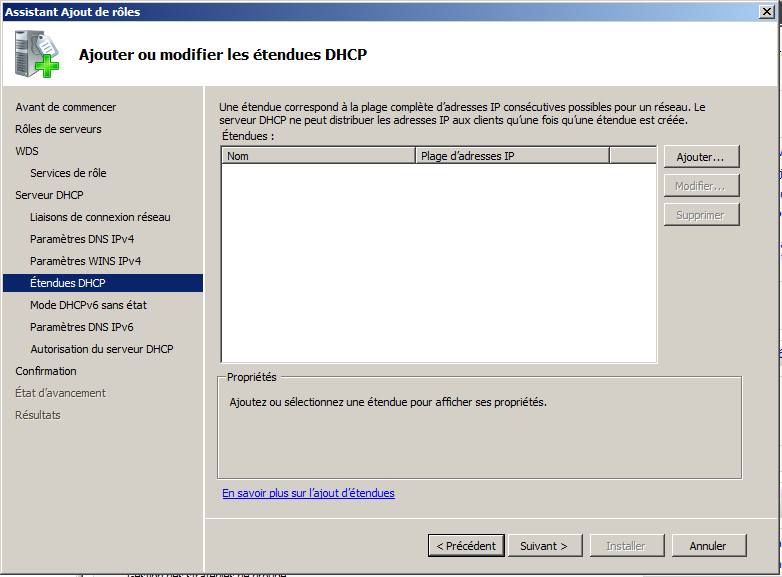 Assistant Ajout de rôles
Ajouter ou modifier les étendues DHCP
Avant de commencer
Rôles de serveurs
WDS
Services de rôle
Serveur DHCP
Liaisons de connexion réseau
Paramètres DNS IPv4
Paramètres WINS IPv4
Étendues DHCP
Mode DHCPv6 sans état
Paramètres DNS IPv6
Autorisation du serveur DHCP
Confirmation
État d'avancement
Résultats
Une étendue correspond à la plage complète d'adresses IP consécutives possibles pour un réseau. Le
serveur DHCP ne peut distribuer les adresses IP aux clients qu'une fois qu'une étendue est créée.
Étendues :
Nom Plage d'adresses IP
Ajouter...
Modifier...
Supprimer
Propriétés
Ajoutez ou sélectionnez une étendue pour afficher ses propriétés.
En savoir plus sur l'ajout d'étendues
< Précédent Suivant > Installer Annuler